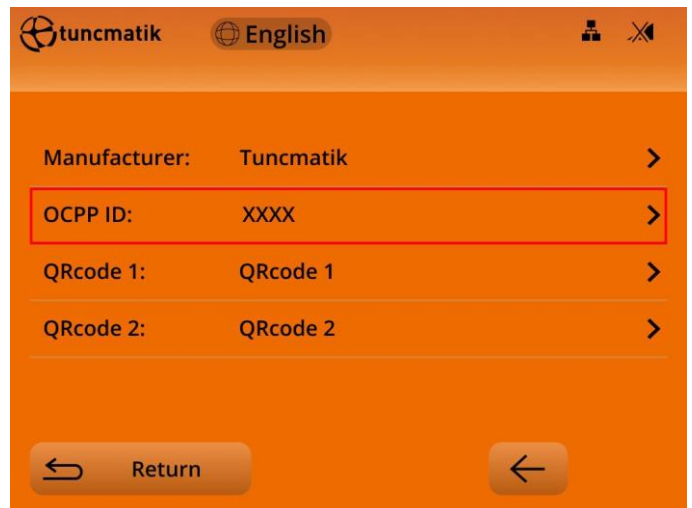 tuncmatik English
Manufacturer: Tuncmatik
OCPP ID: XXXX
QRcode 1: QRcode 1
QRcode 2: QRcode 2
Return